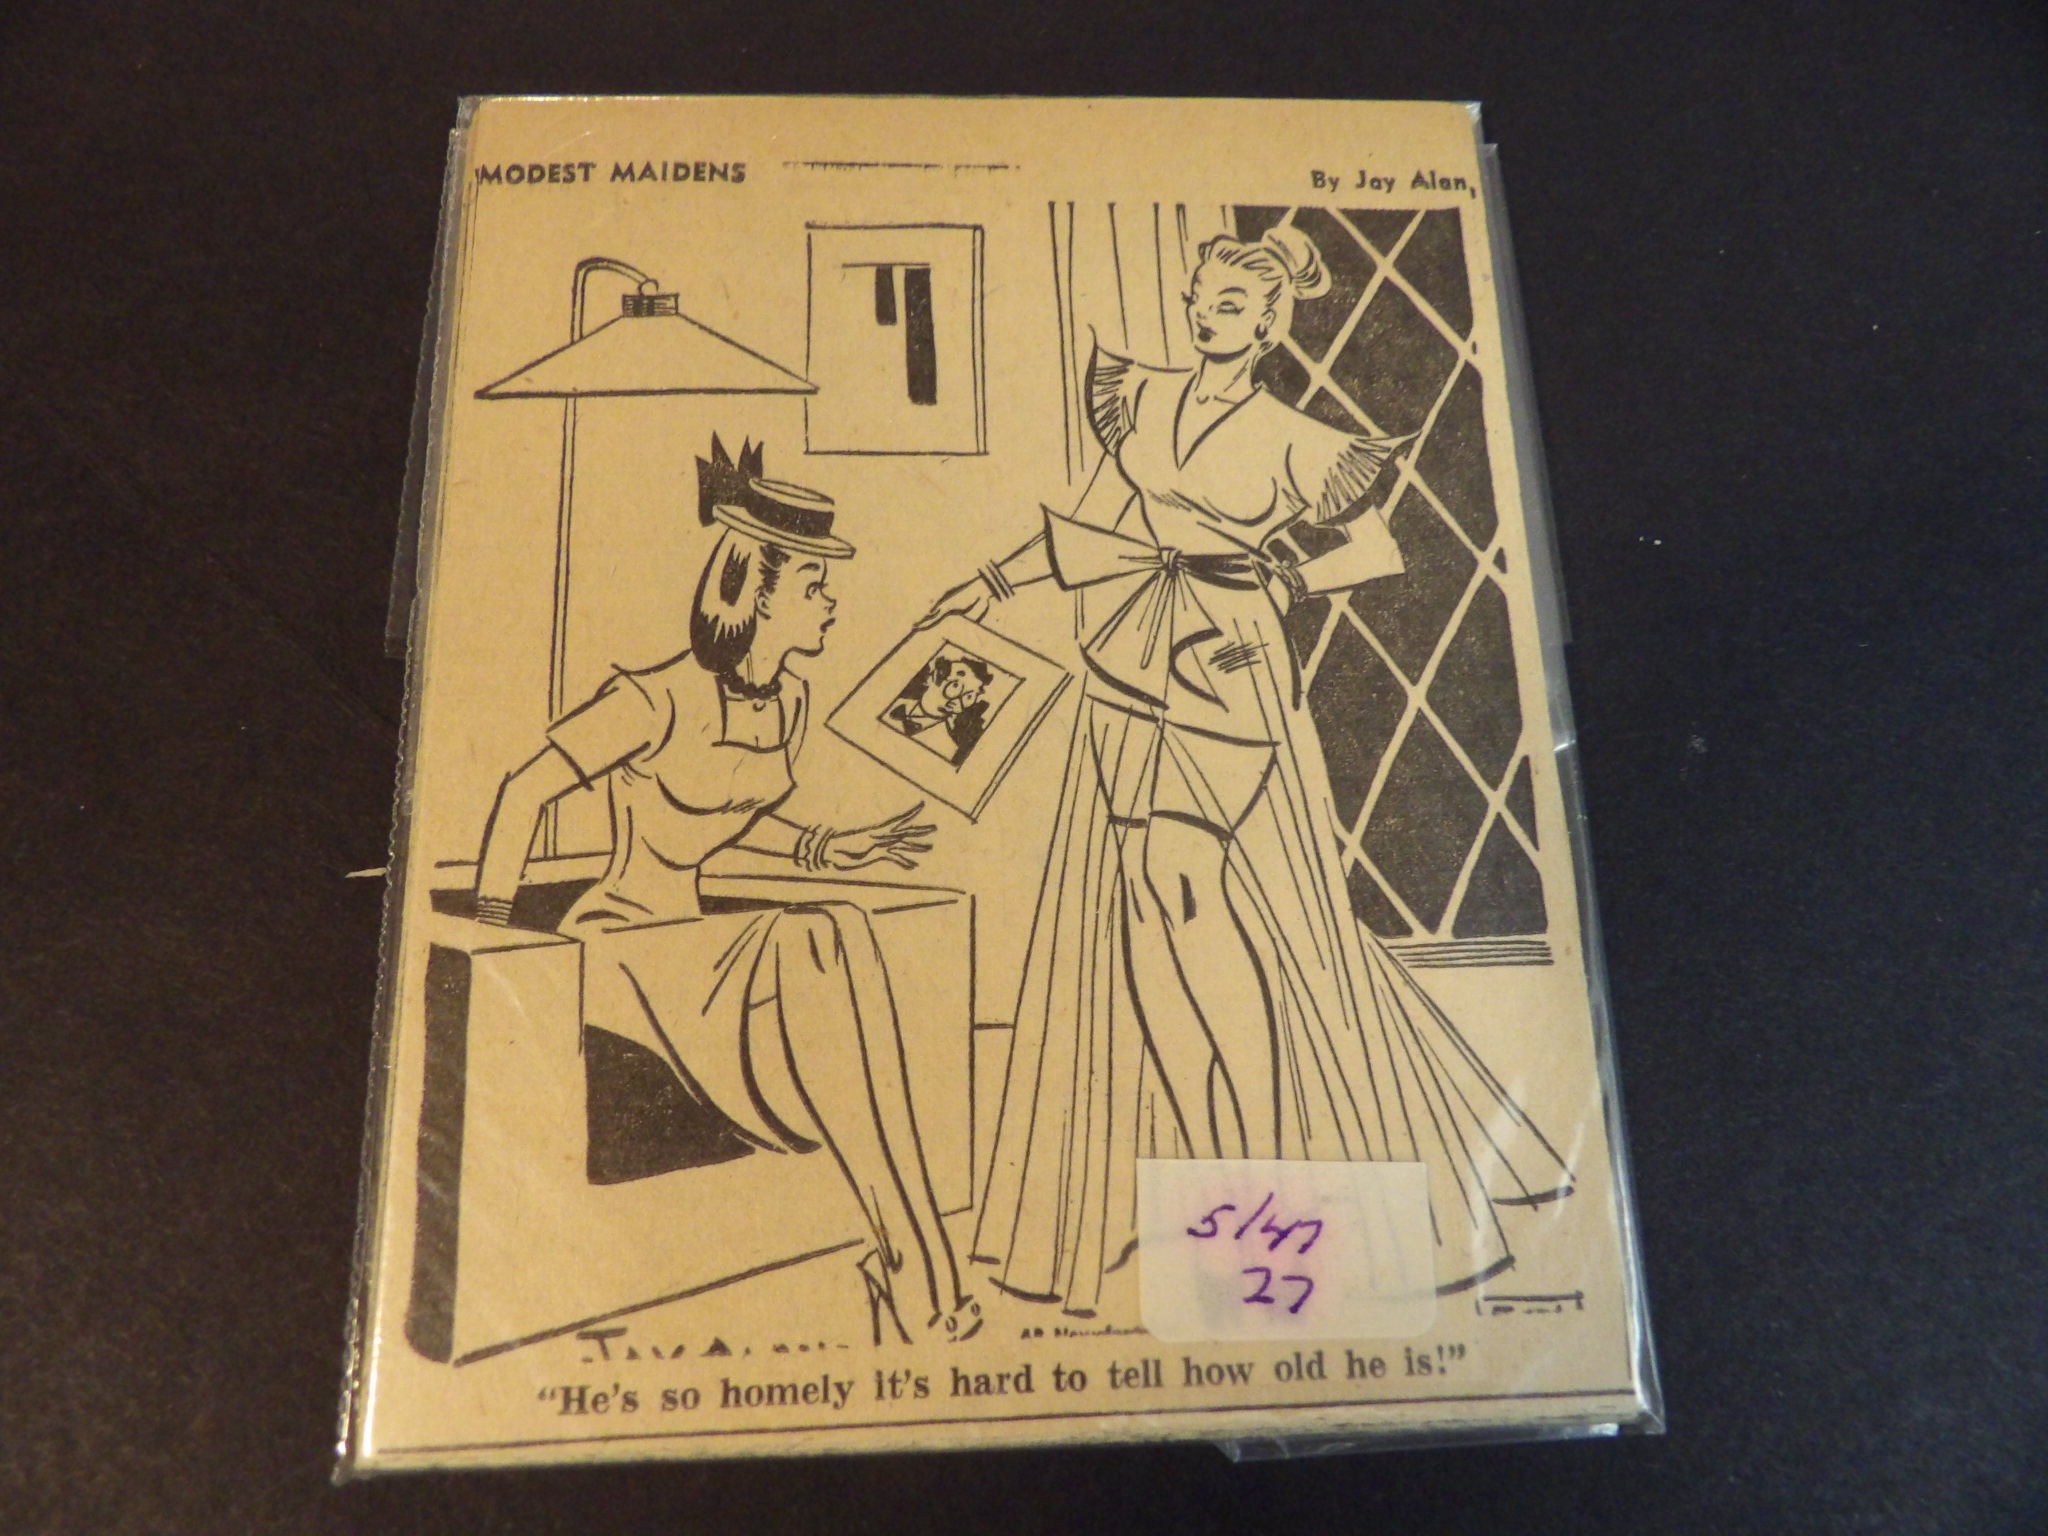 MODEST MAIDENS
By Jay Alan
5/47
27
"He's so homely it's hard to tell how old he is!"